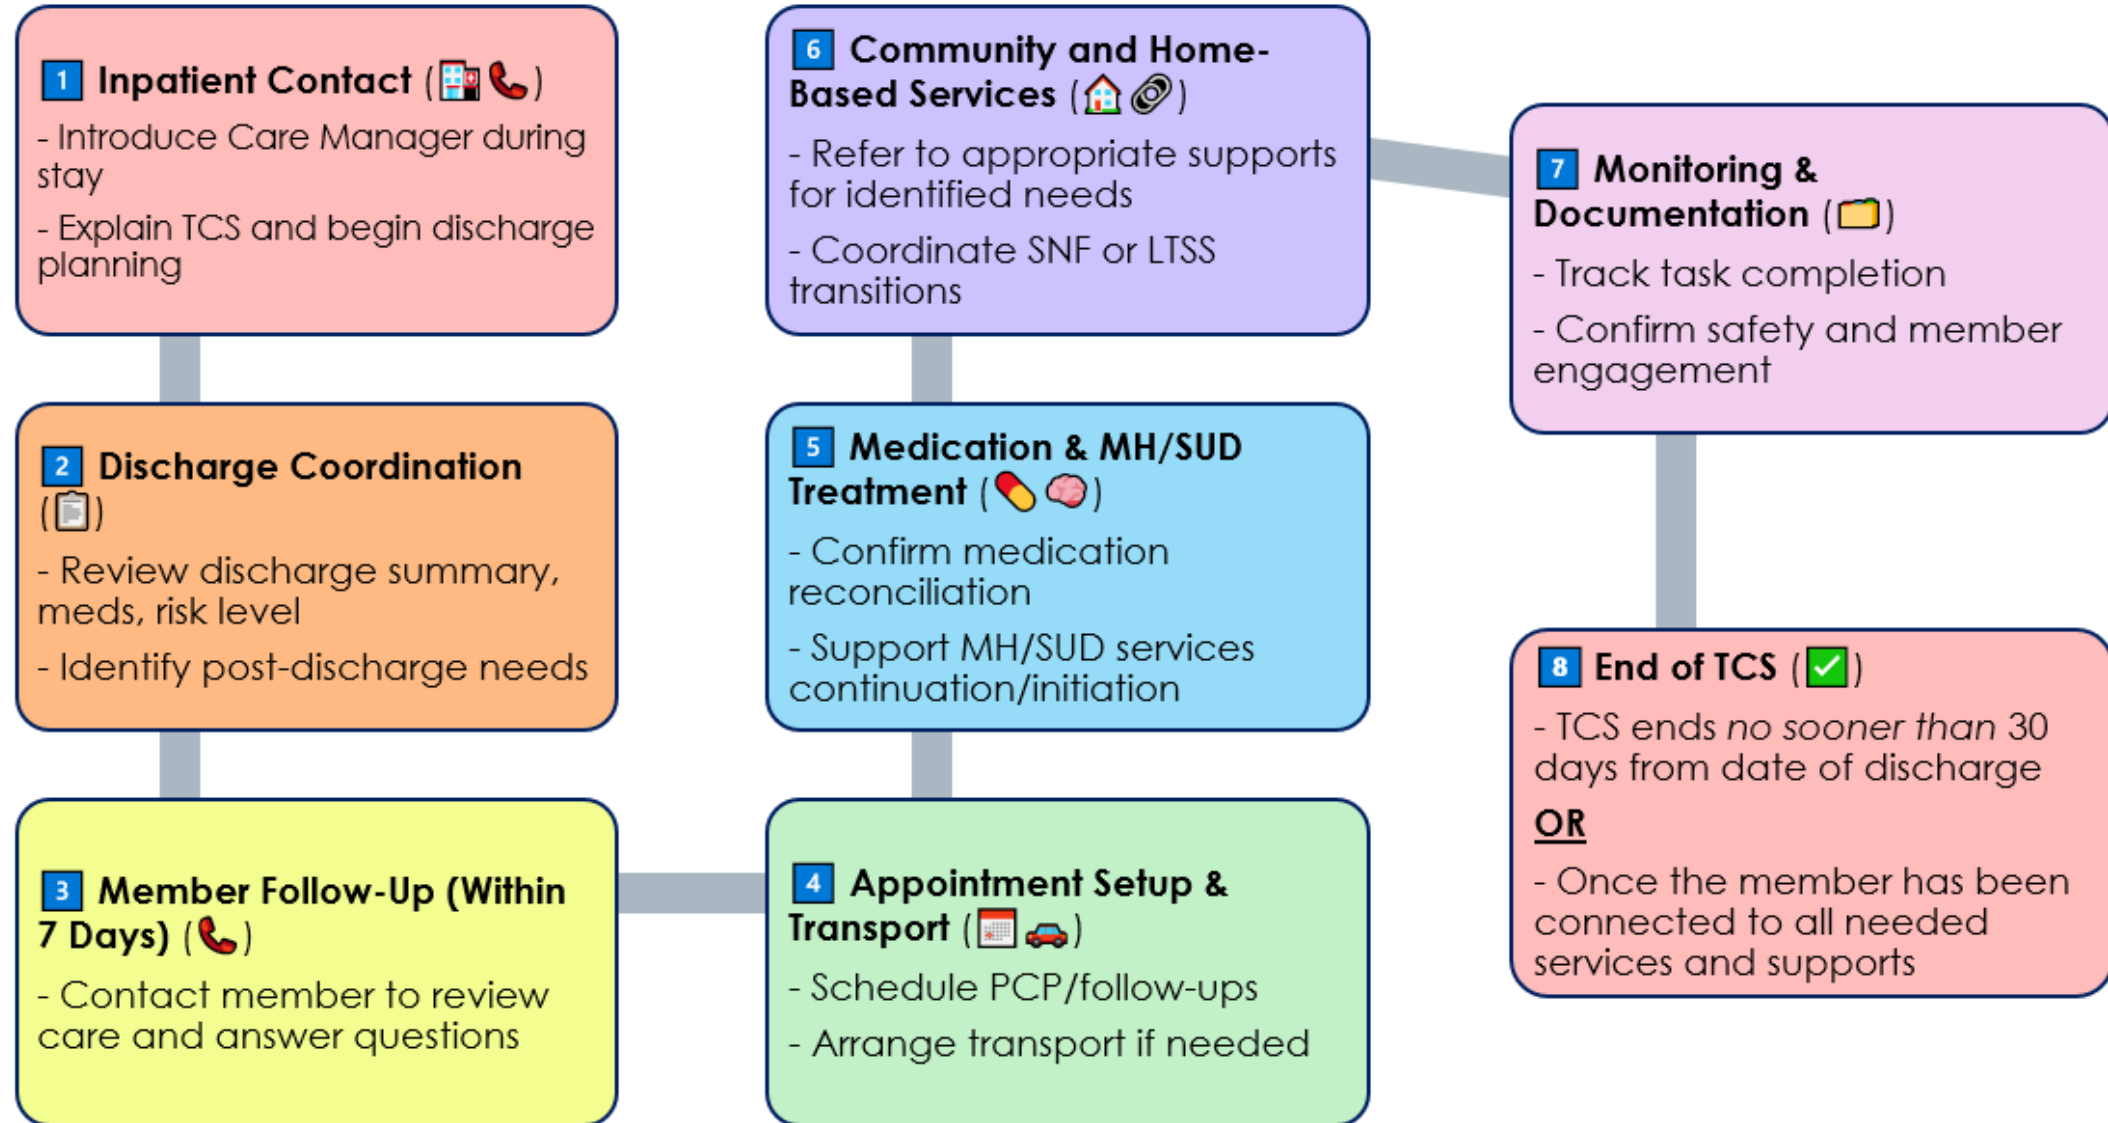 1 Inpatient Contact (🏥📞)
- Introduce Care Manager during
stay
- Explain TCS and begin discharge
planning
2 Discharge Coordination
(📋)
- Review discharge summary,
meds, risk level
- Identify post-discharge needs
3 Member Follow-Up (Within
7 Days) (📞)
- Contact member to review
care and answer questions
4 Appointment Setup &
Transport (📅🚗)
- Schedule PCP/follow-ups
- Arrange transport if needed
5 Medication & MH/SUD
Treatment (💊🧠)
- Confirm medication
reconciliation
- Support MH/SUD services
continuation/initiation
6 Community and Home-
Based Services (🏠🔗)
- Refer to appropriate supports
for identified needs
- Coordinate SNF or LTSS
transitions
7 Monitoring &
Documentation (🗂️)
- Track task completion
- Confirm safety and member
engagement
8 End of TCS (✅)
- TCS ends no sooner than 30
days from date of discharge
OR
- Once the member has been
connected to all needed
services and supports